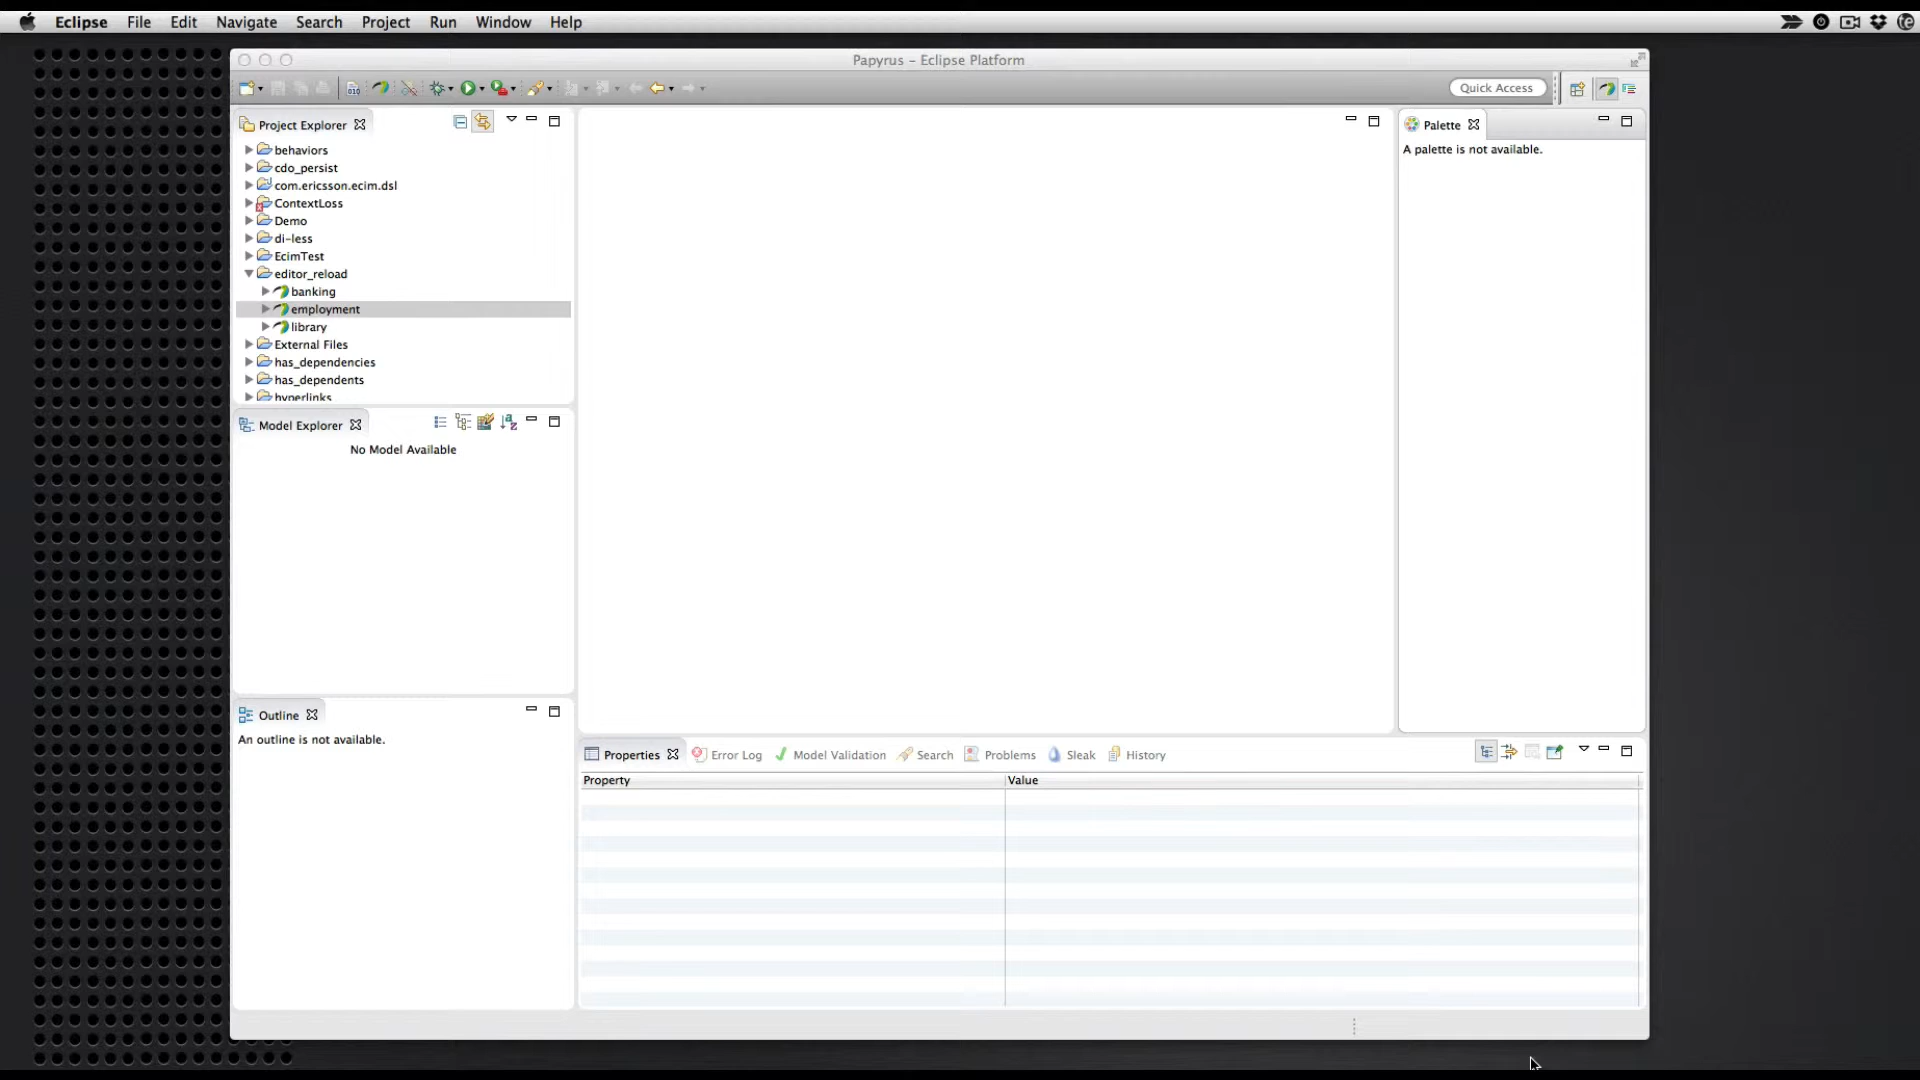 Eclipse File Edit Navigate Search Project Run Window Help
Papyrus - Eclipse Platform
Quick Access
Project Explorer
behaviors
cdo_persist
com.ericsson.ecim.dsl
ContextLoss
Demo
di-less
EcimTest
editor_reload
banking
employment
library
External Files
has_dependencies
has_dependents
hyperlinks
Model Explorer
No Model Available
Outline
An outline is not available.
Palette
A palette is not available.
Properties Error Log Model Validation Search Problems Sleak History
Property Value